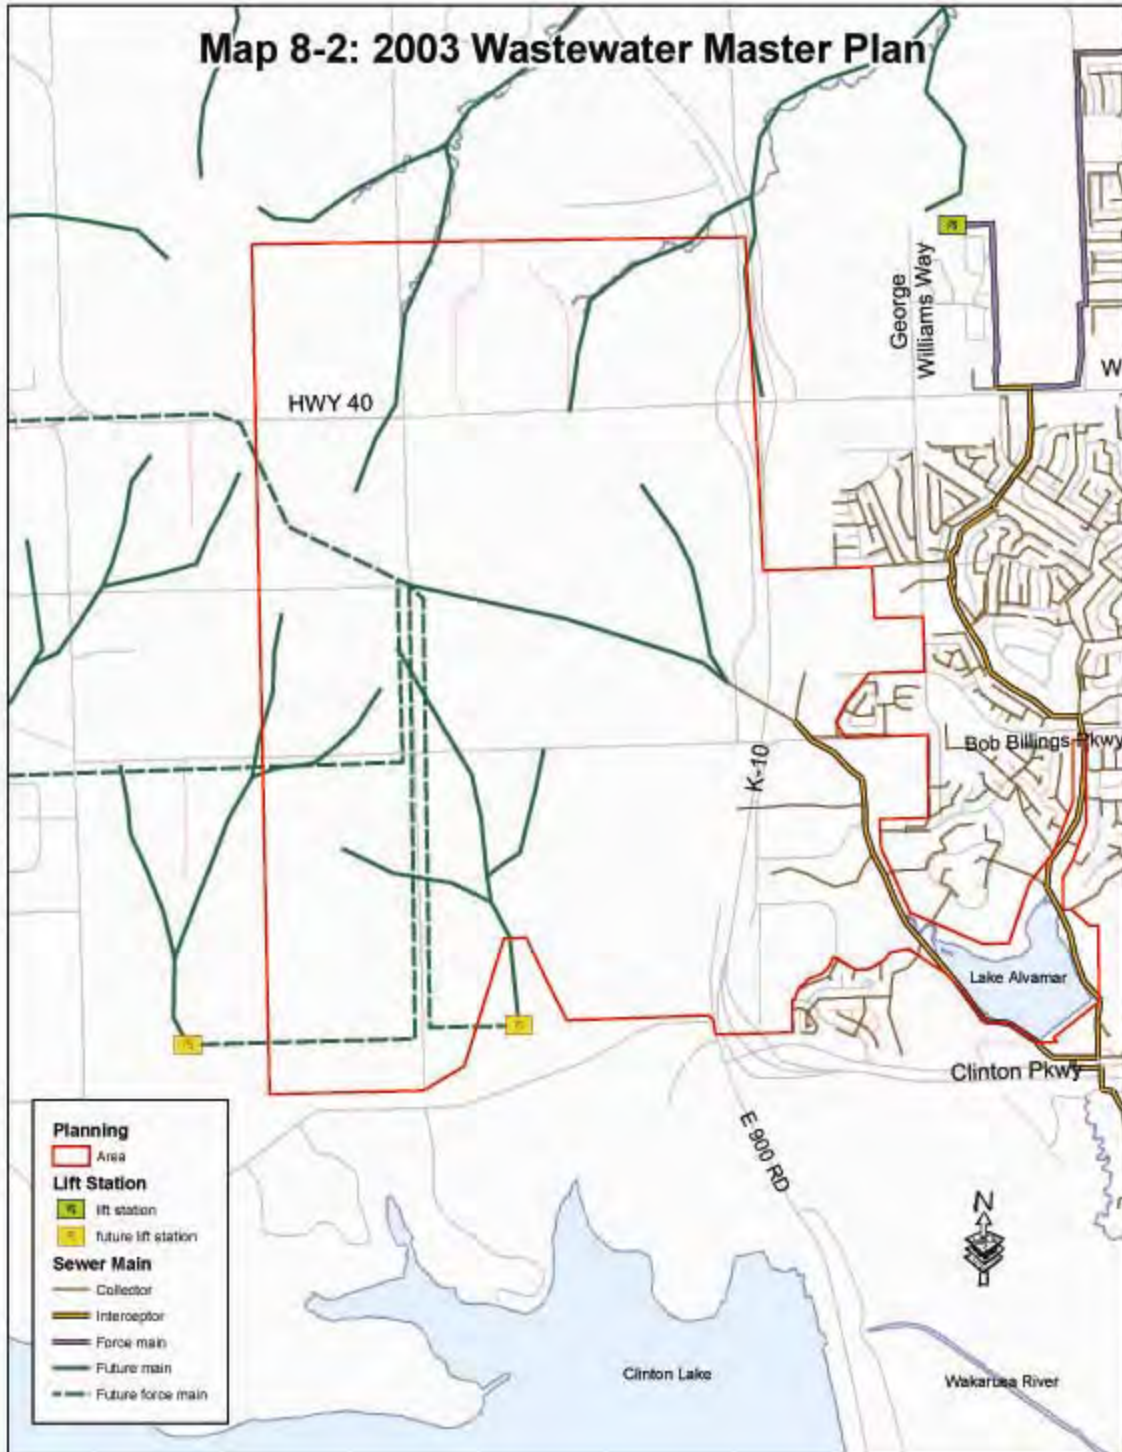 Map 8-2: 2003 Wastewater Master Plan
George
Williams Way
W
HWY 40
Bob Billings Pkwy
K-10
Lake Alvamar
Clinton Pkwy
E 900 RD
N
Clinton Lake
Wakarusa River
Planning
Area
Lift Station
lift station
future lift station
Sewer Main
Collector
Interceptor
Force main
Future main
Future force main